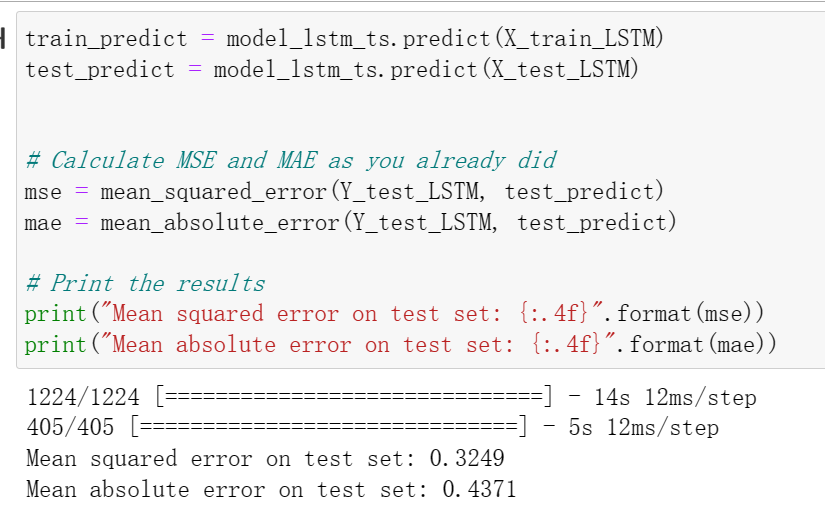 train_predict = model_lstm_ts.predict(X_train_LSTM)
test_predict = model_lstm_ts.predict(X_test_LSTM)
# Calculate MSE and MAE as you already did
mse = mean_squared_error(Y_test_LSTM, test_predict)
mae = mean_absolute_error(Y_test_LSTM, test_predict)
# Print the results
print("Mean squared error on test set: {:.4f}".format(mse))
print("Mean absolute error on test set: {:.4f}".format(mae))
1224/1224 [==============================] - 14s 12ms/step
405/405 [==============================] - 5s 12ms/step
Mean squared error on test set: 0.3249
Mean absolute error on test set: 0.4371